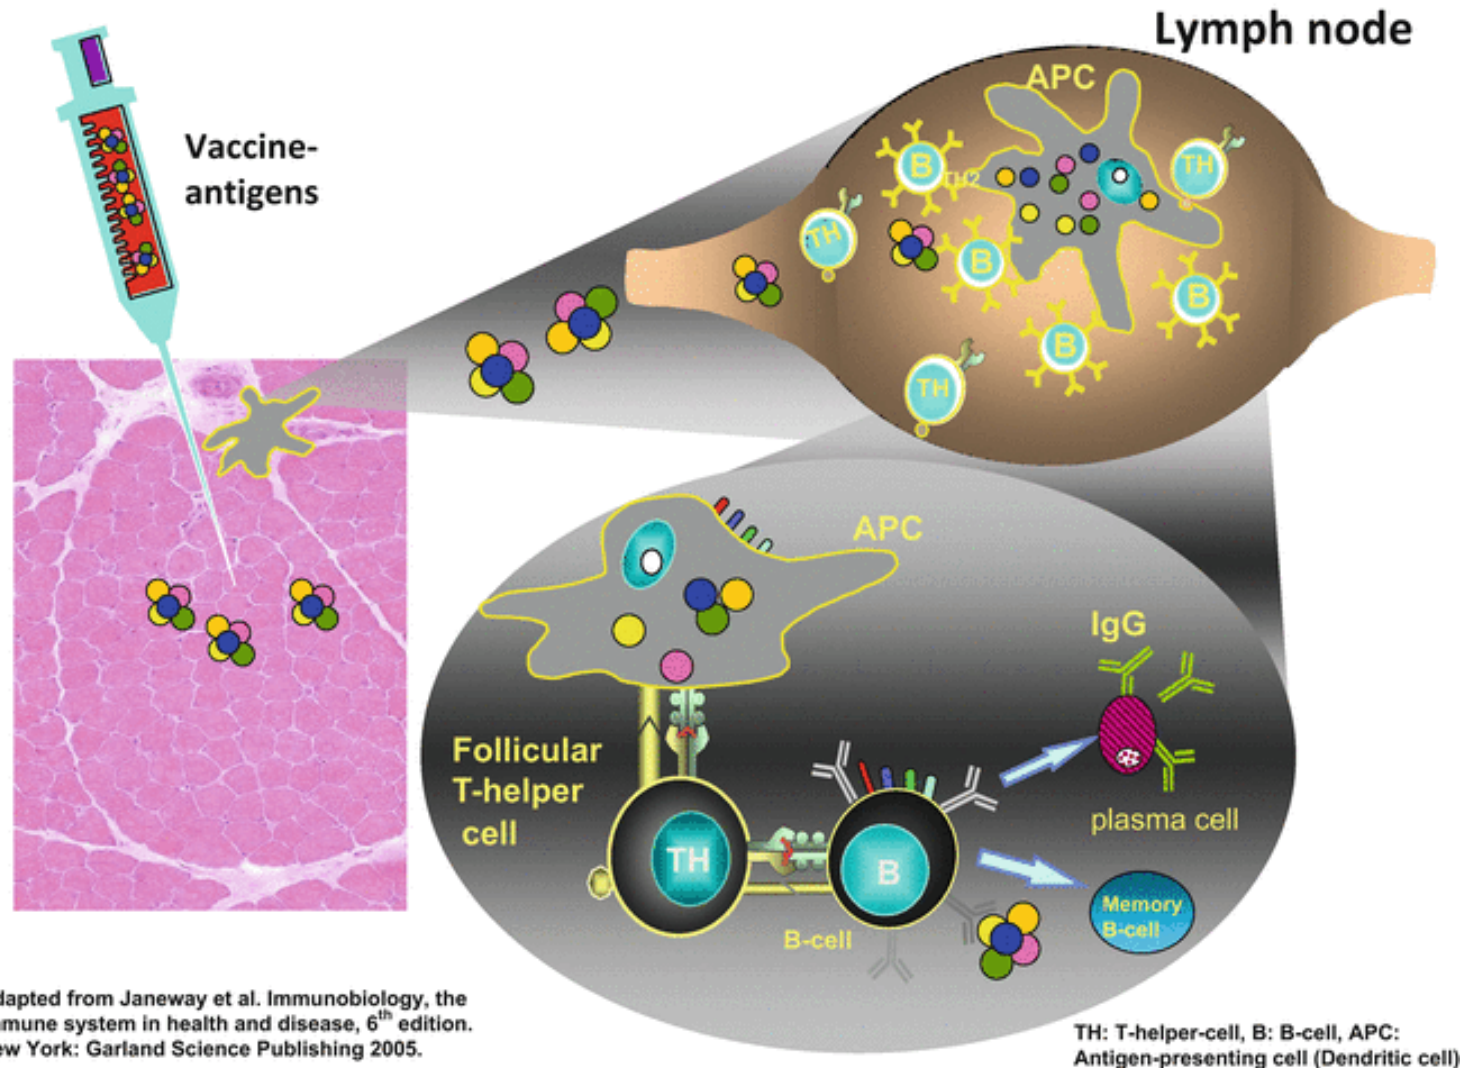 Lymph node
Vaccine-
antigens
APC
B
TH2
TH
TH
B
B
B
TH
APC
IgG
Follicular
T-helper
cell
plasma cell
TH
B
B-cell
Memory
B-cell
dapted from Janeway et al. Immunobiology, the
mune system in health and disease, 6th edition.
ew York: Garland Science Publishing 2005.
TH: T-helper-cell, B: B-cell, APC:
Antigen-presenting cell (Dendritic cell)